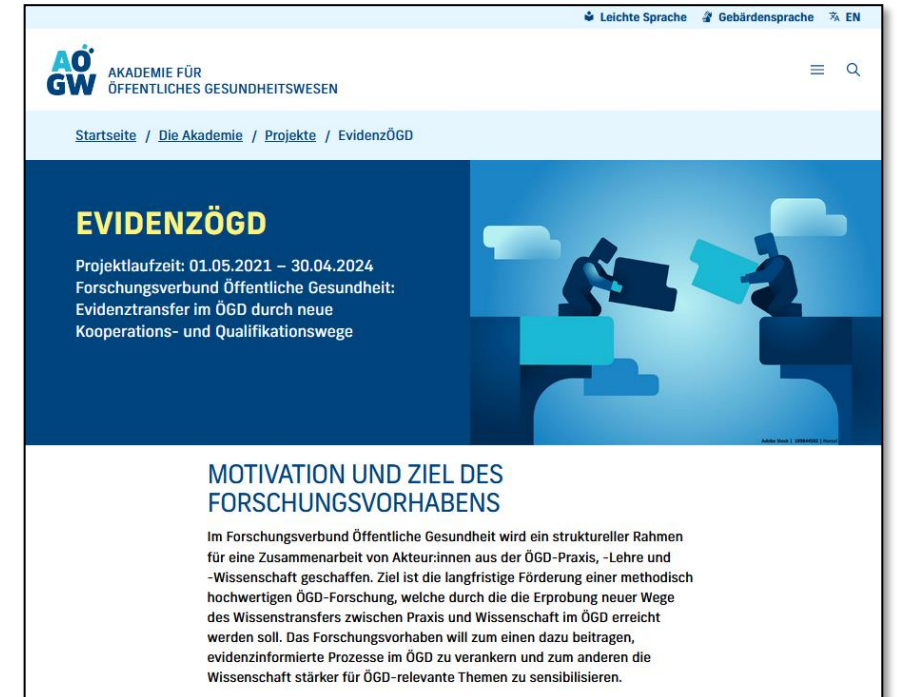 Leichte Sprache Gebärdensprache EN
AÖ
GW
AKADEMIE FÜR
ÖFFENTLICHES GESUNDHEITSWESEN
Startseite / Die Akademie / Projekte / EvidenzÖGD
EVIDENZÖGD
Projektlaufzeit: 01.05.2021 – 30.04.2024
Forschungsverbund Öffentliche Gesundheit:
Evidenztransfer im ÖGD durch neue
Kooperations- und Qualifikationswege
MOTIVATION UND ZIEL DES
FORSCHUNGSVORHABENS
Im Forschungsverbund Öffentliche Gesundheit wird ein struktureller Rahmen
für eine Zusammenarbeit von Akteur:innen aus der ÖGD-Praxis, -Lehre und
-Wissenschaft geschaffen. Ziel ist die langfristige Förderung einer methodisch
hochwertigen ÖGD-Forschung, welche durch die die Erprobung neuer Wege
des Wissenstransfers zwischen Praxis und Wissenschaft im ÖGD erreicht
werden soll. Das Forschungsvorhaben will zum einen dazu beitragen,
evidenzinformierte Prozesse im ÖGD zu verankern und zum anderen die
Wissenschaft stärker für ÖGD-relevante Themen zu sensibilisieren.